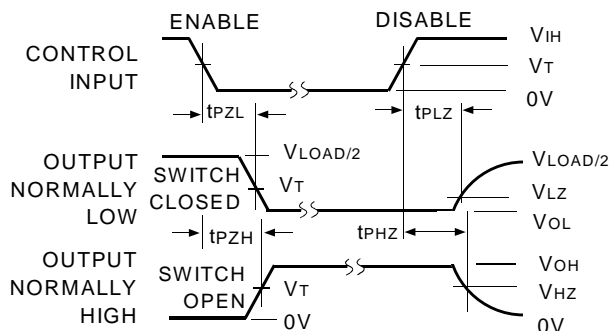 ENABLE
DISABLE
CONTROL
INPUT
VIH
VT
0V
tPZL
tPLZ
OUTPUT
NORMALLY
LOW
SWITCH
CLOSED
VLOAD/2
VT
VLOAD/2
VLZ
VOL
tPZH
tPHZ
OUTPUT
NORMALLY
HIGH
SWITCH
OPEN
VT
0V
VOH
VHZ
0V